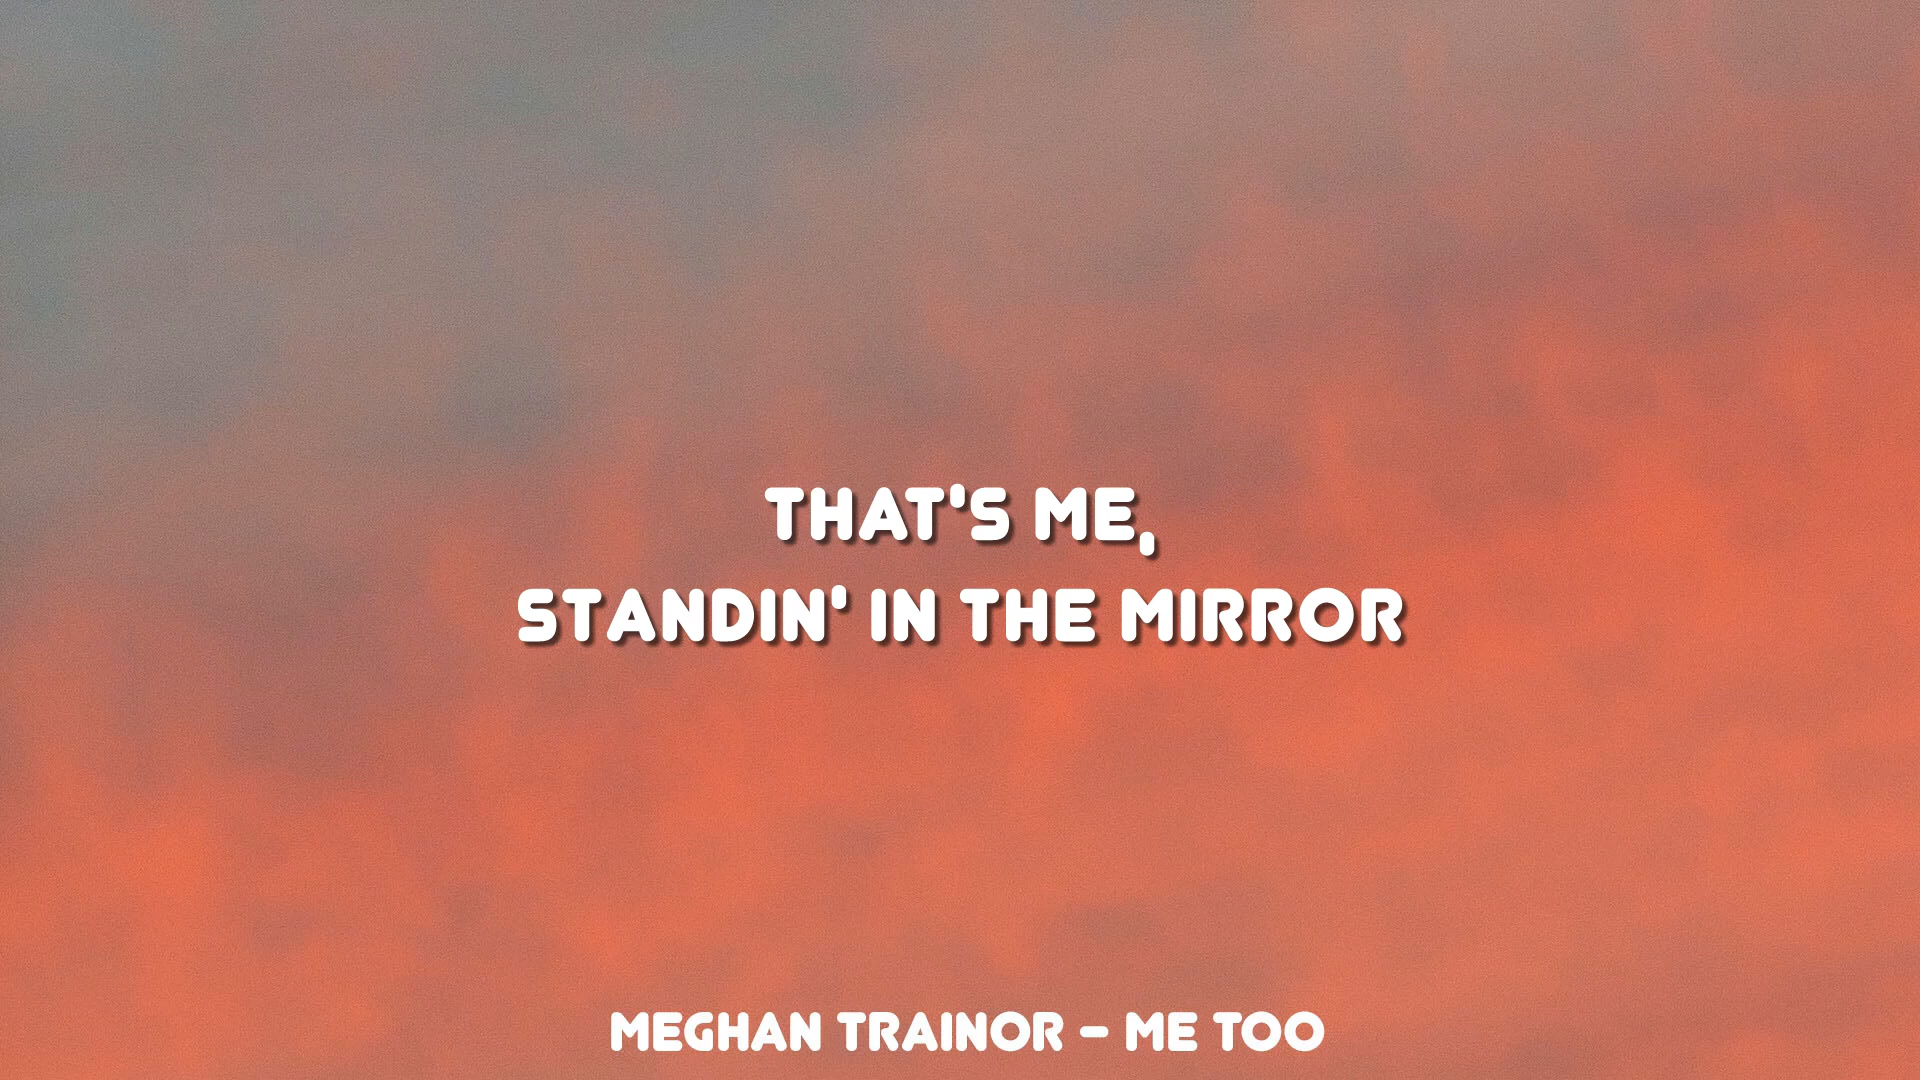 THAT'S ME,
STANDIN' IN THE MIRROR
MEGHAN TRAINOR – ME TOO